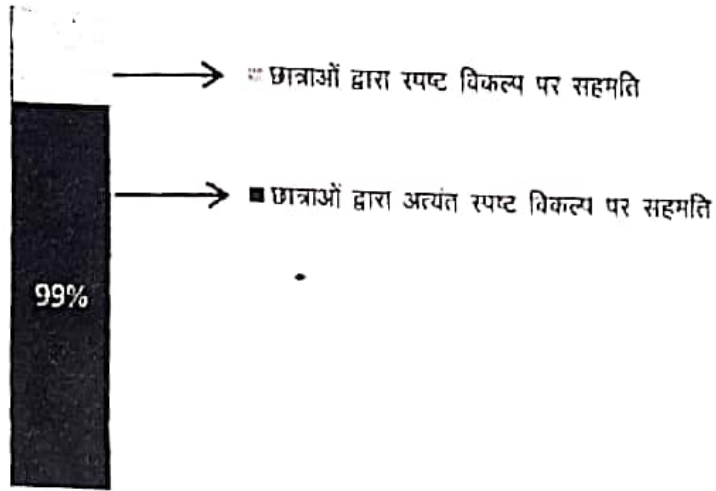 छात्राओं द्वारा स्पष्ट विकल्प पर सहमति
छात्राओं द्वारा अत्यंत स्पष्ट विकल्प पर सहमति
99%